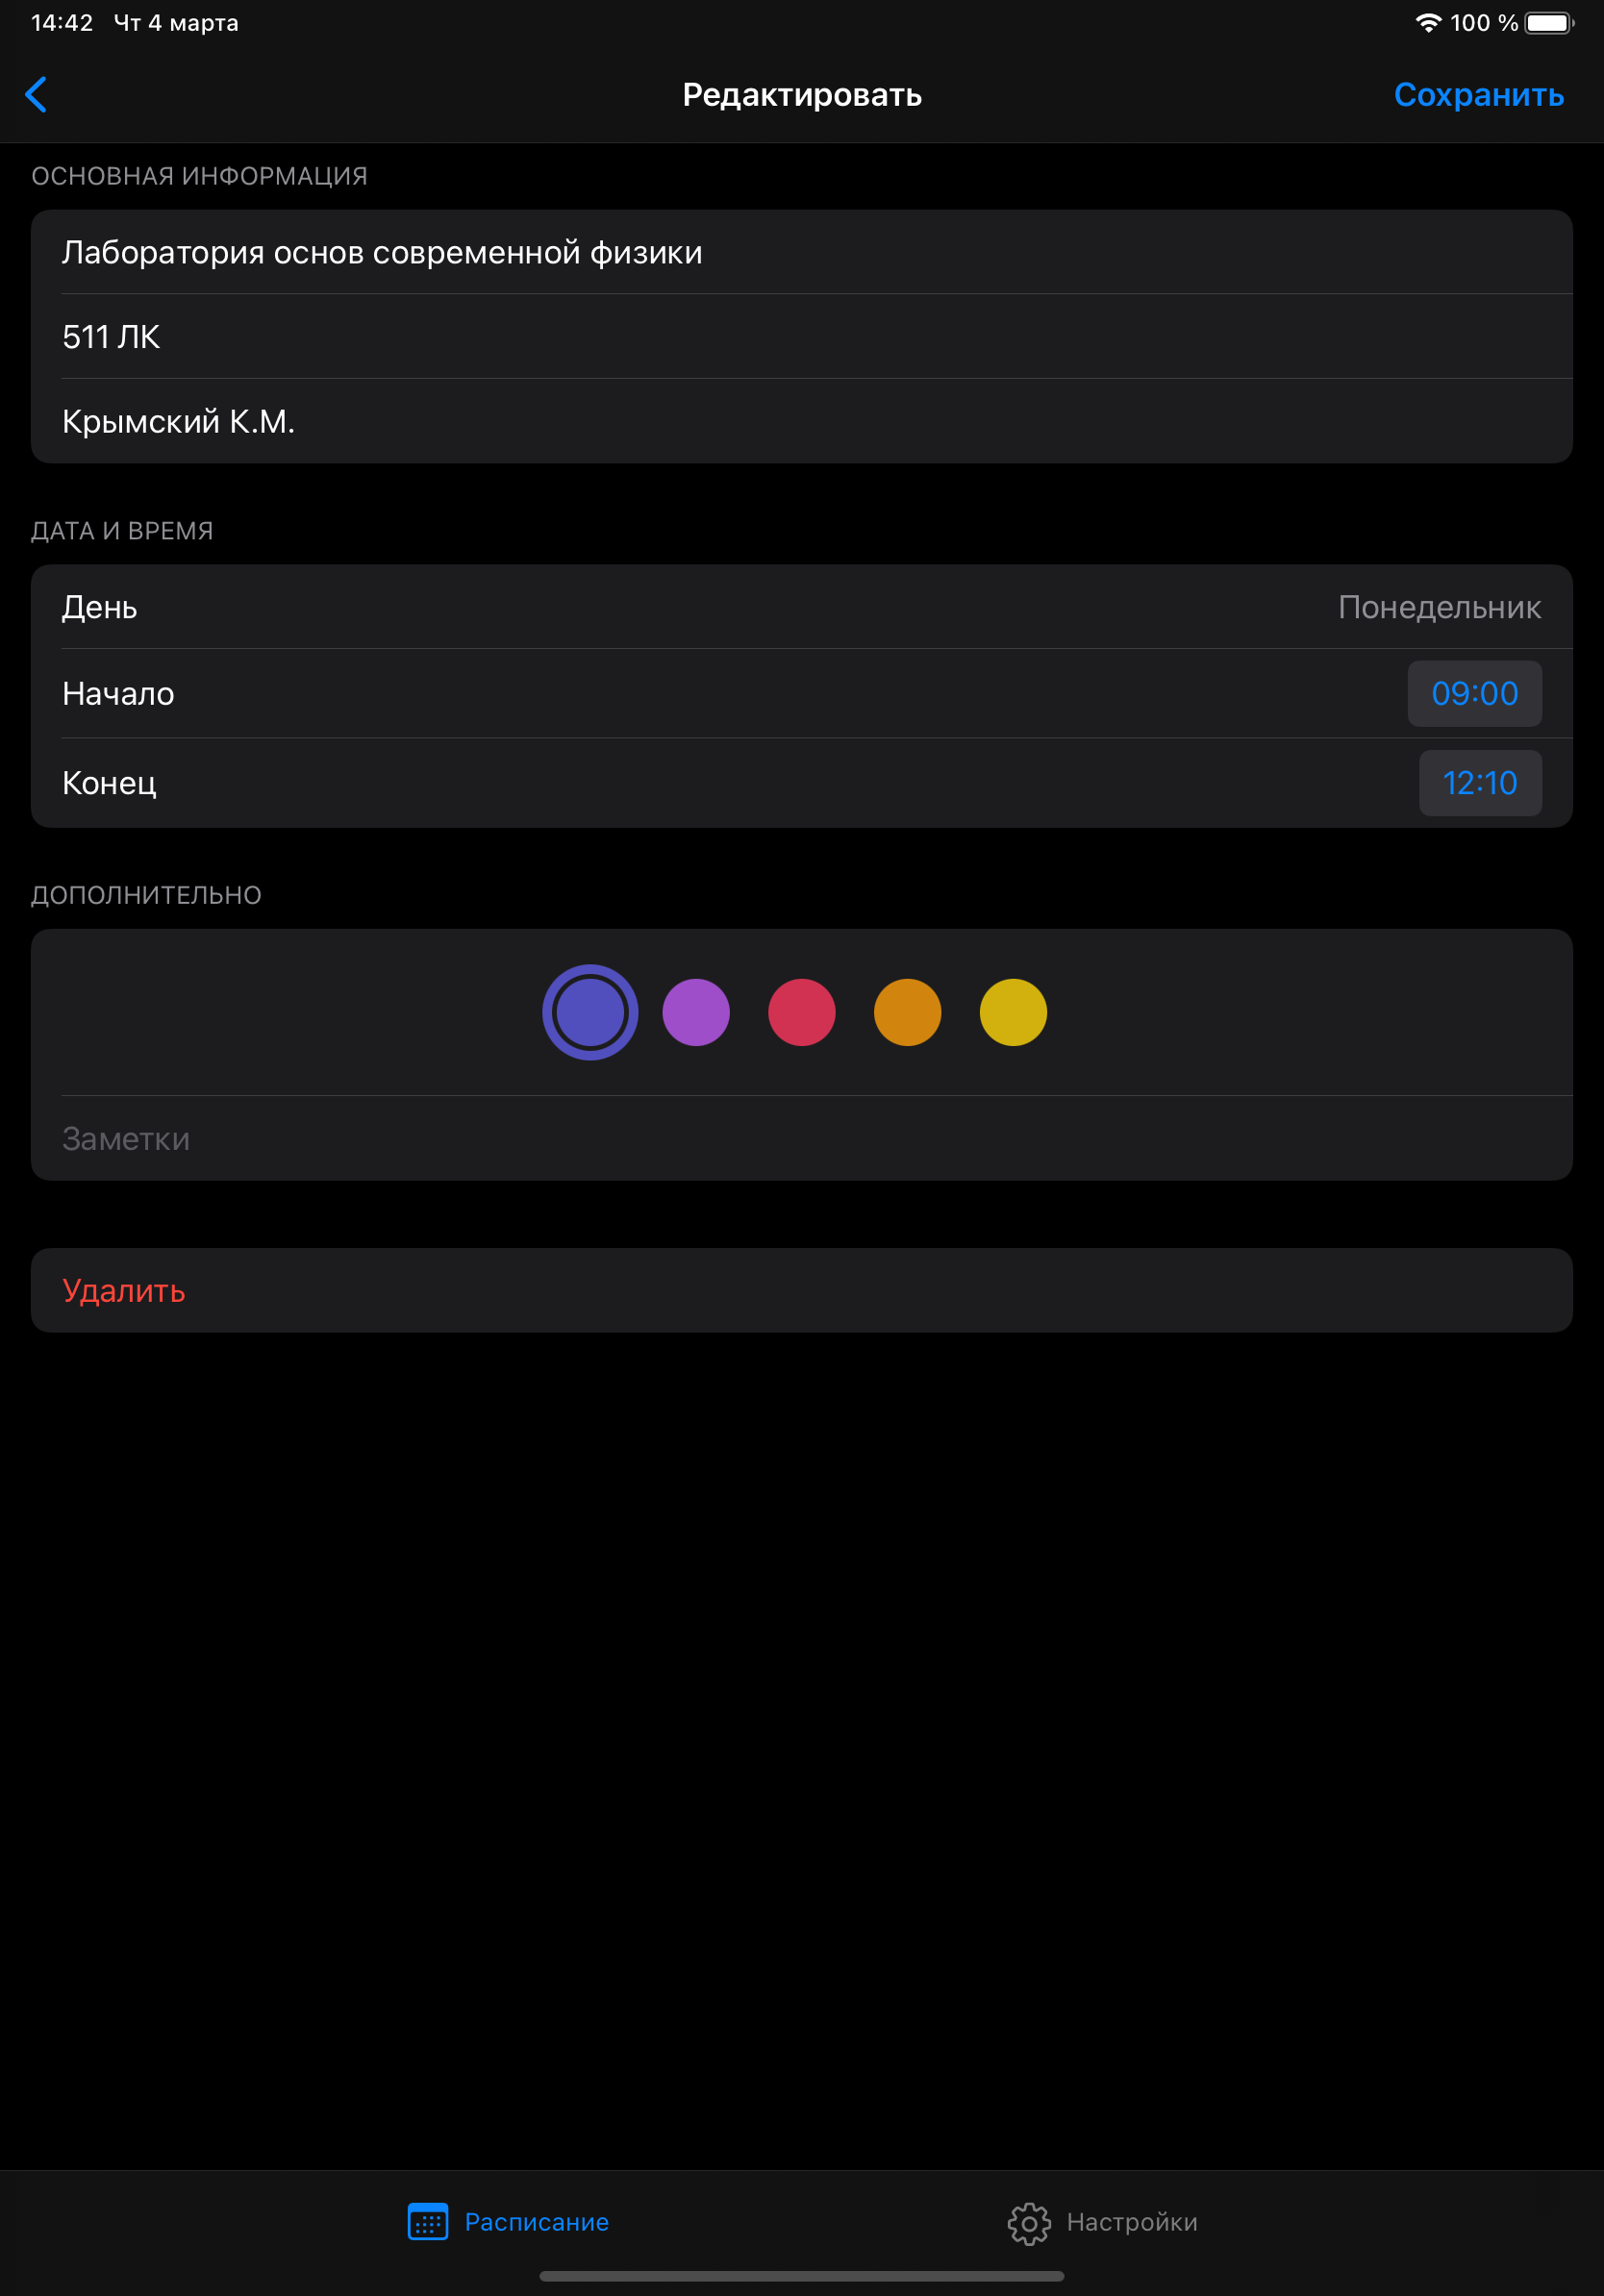 14:42 Чт 4 марта 100 %
Редактировать Сохранить
ОСНОВНАЯ ИНФОРМАЦИЯ
Лаборатория основ современной физики
511 ЛК
Крымский К.М.
ДАТА И ВРЕМЯ
День Понедельник
Начало 09:00
Конец 12:10
ДОПОЛНИТЕЛЬНО
Заметки
Удалить
Расписание Настройки